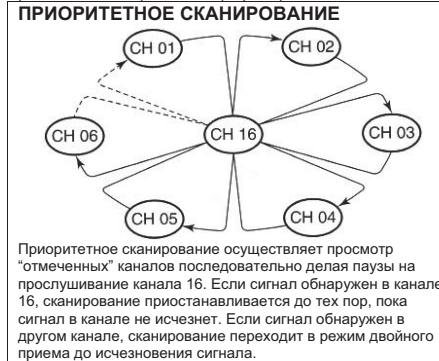 ПРИОРИТЕТНОЕ СКАНИРОВАНИЕ
CH 01
CH 02
CH 06
CH 16
CH 03
CH 05
CH 04
Приоритетное сканирование осуществляет просмотр
“отмеченных” каналов последовательно делая паузы на
прослушивание канала 16. Если сигнал обнаружен в канале
16, сканирование приостанавливается до тех пор, пока
сигнал в канале не исчезнет. Если сигнал обнаружен в
другом канале, сканирование переходит в режим двойного
приема до исчезновения сигнала.